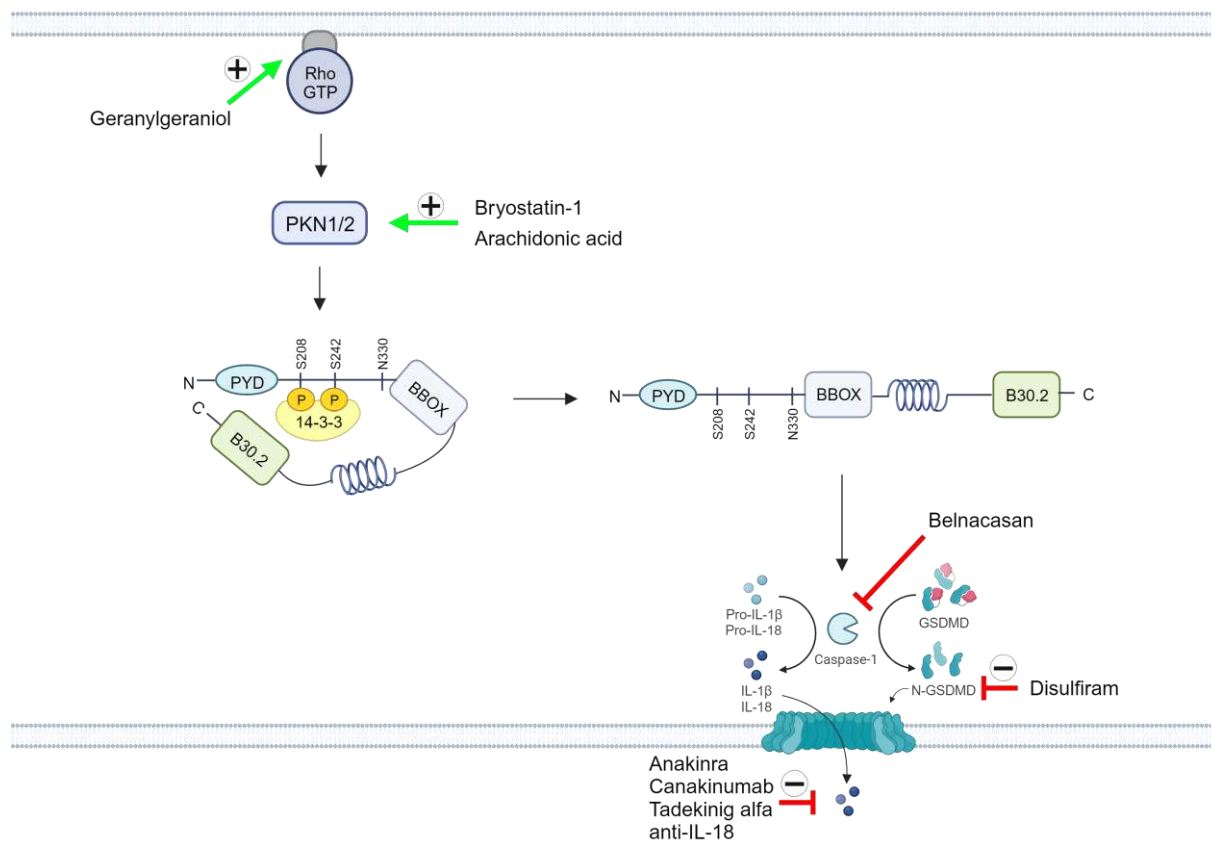 +
Rho
GTP
Geranylgeraniol
PKN1/2
+
Bryostatin-1
Arachidonic acid
N
PYD
S208
S242
N330
BBOX
P
P
14-3-3
C
B30.2
N
PYD
S208
S242
N330
BBOX
B30.2
C
Belnacasan
Pro-IL-1β
Pro-IL-18
Caspase-1
GSDMD
IL-1β
IL-18
N-GSDMD
−
Disulfiram
Anakinra
Canakinumab
Tadekinig alfa
anti-IL-18
−